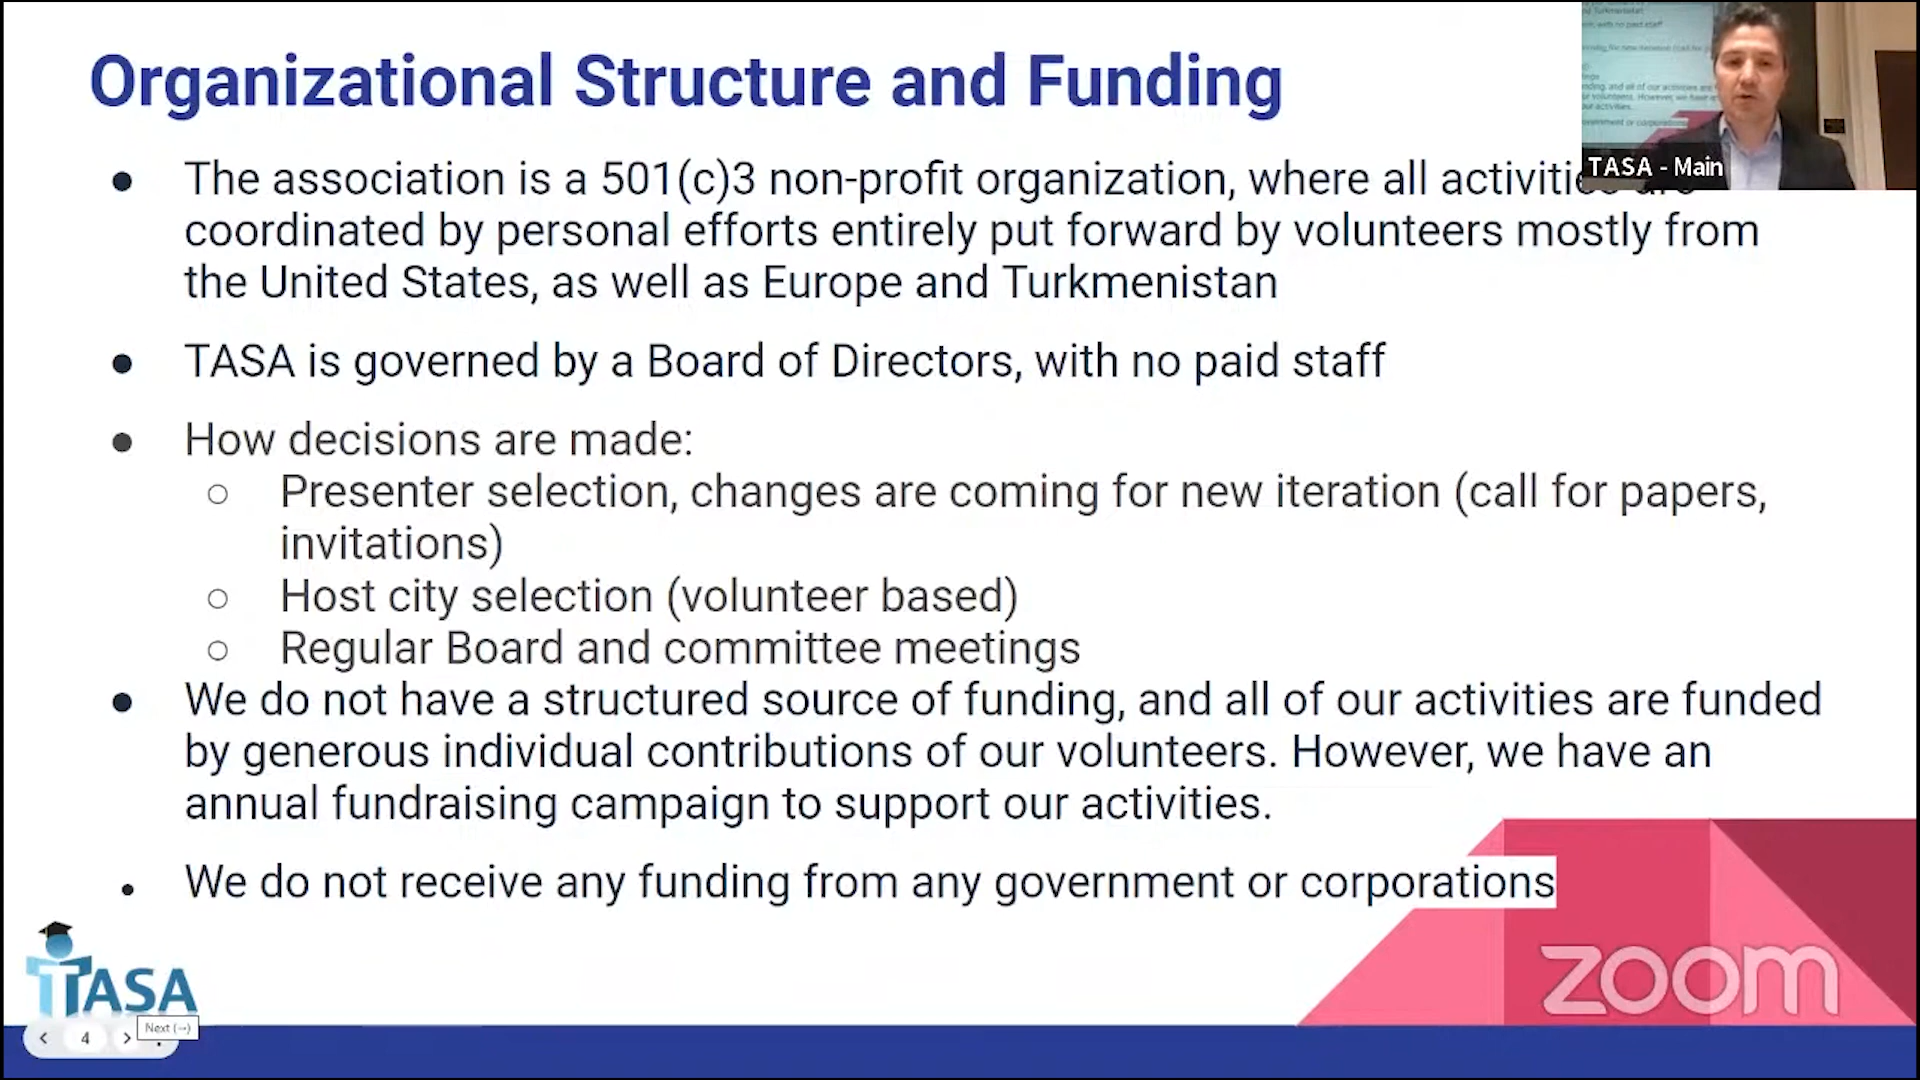 Organizational Structure and Funding
● The association is a 501(c)3 non-profit organization, where all activities are
coordinated by personal efforts entirely put forward by volunteers mostly from
the United States, as well as Europe and Turkmenistan
● TASA is governed by a Board of Directors, with no paid staff
● How decisions are made:
○ Presenter selection, changes are coming for new iteration (call for papers,
invitations)
○ Host city selection (volunteer based)
○ Regular Board and committee meetings
● We do not have a structured source of funding, and all of our activities are funded
by generous individual contributions of our volunteers. However, we have an
annual fundraising campaign to support our activities.
● We do not receive any funding from any government or corporations
TASA - Main
TASA
zoom
4
Next (→)